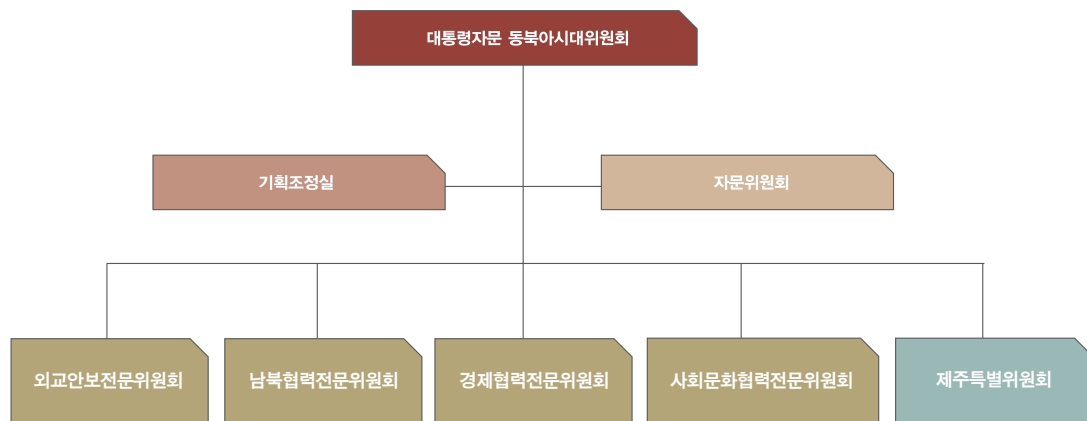 대통령자문 동북아시대위원회
기획조정실
자문위원회
외교안보전문위원회
남북협력전문위원회
경제협력전문위원회
사회문화협력전문위원회
제주특별위원회